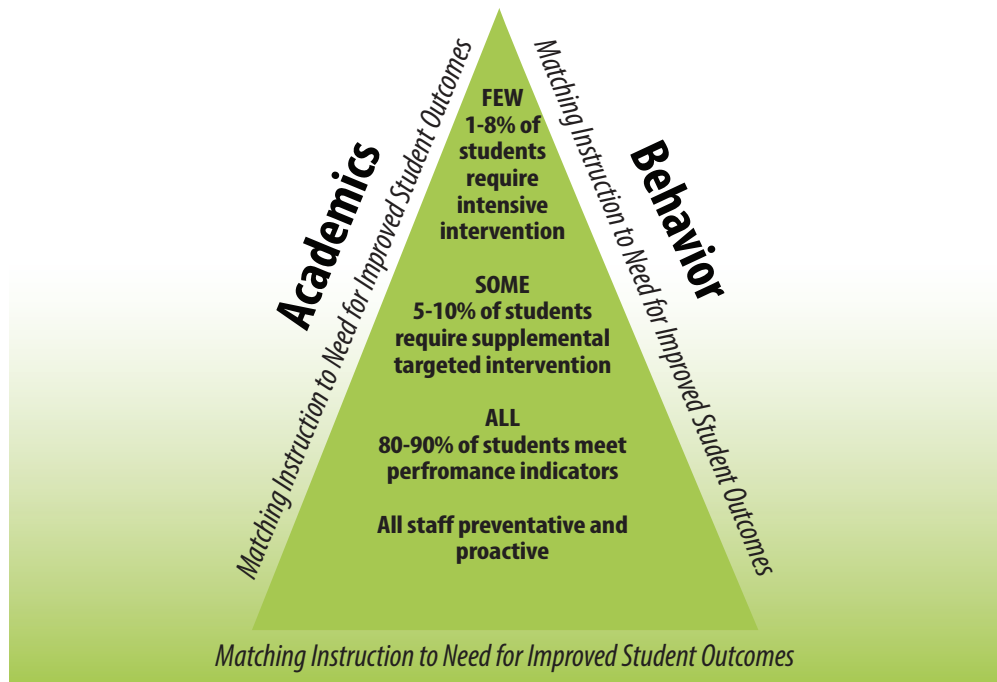 Academics
Matching Instruction to Need for Improved Student Outcomes
FEW
1-8% of
students
require
intensive
intervention
SOME
5-10% of students
require supplemental
targeted intervention
ALL
80-90% of students meet
perfromance indicators
All staff preventative and
proactive
Matching Instruction to Need for Improved Student Outcomes
Behavior
Matching Instruction to Need for Improved Student Outcomes